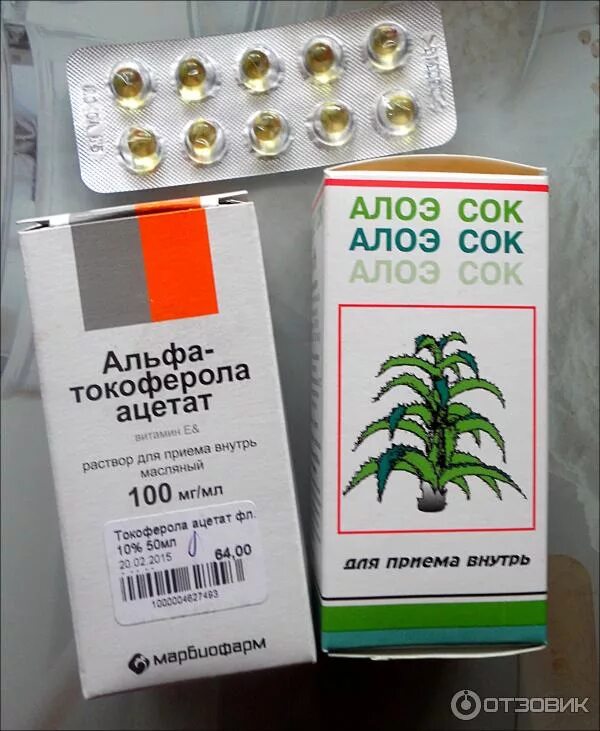 Альфа-
токоферола
ацетат
витамин Е&
раствор для приема внутрь
масляный
100 мг/мл
Токоферола ацетат фл.
10% 50мл
20.02.2015
64,00
1000004627493
марбиофарм
АЛОЭ СОК
АЛОЭ СОК
АЛОЭ СОК
для приема внутрь
ОТЗОВИК